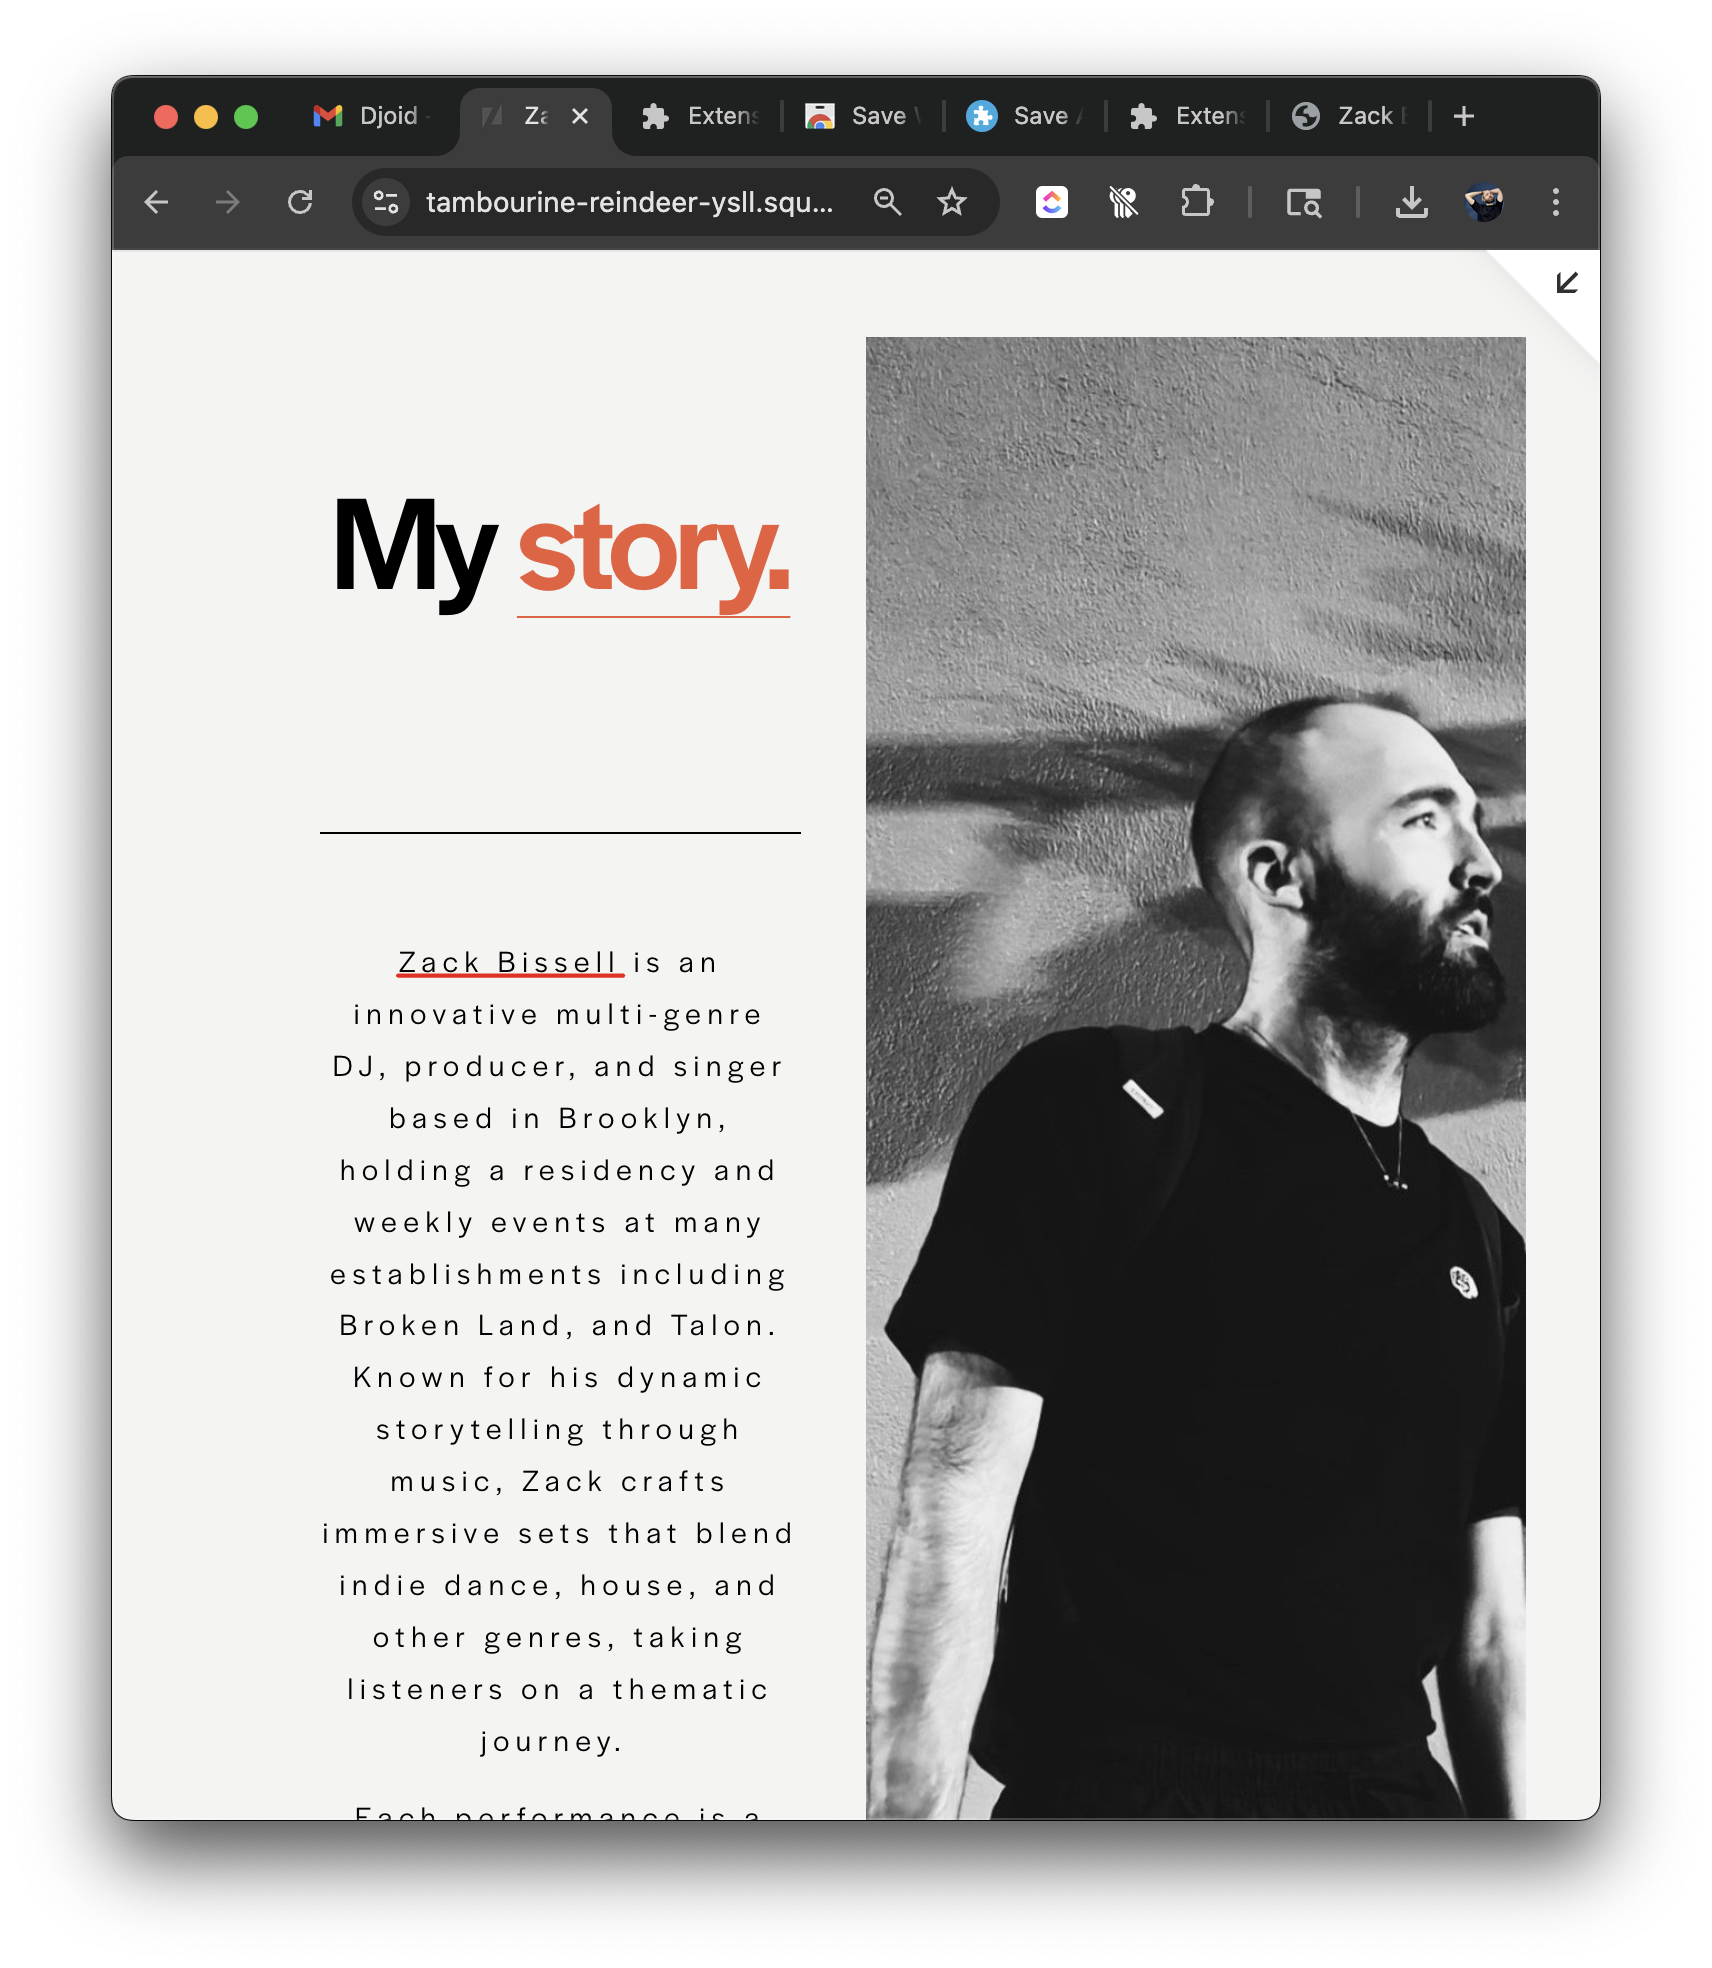 Djoid
Za
Extens
Save
Save
Extens
Zack
tambourine-reindeer-ysll.squ...
My story.
Zack Bissell is an
innovative multi-genre
DJ, producer, and singer
based in Brooklyn,
holding a residency and
weekly events at many
establishments including
Broken Land, and Talon.
Known for his dynamic
storytelling through
music, Zack crafts
immersive sets that blend
indie dance, house, and
other genres, taking
listeners on a thematic
journey.
Each performance is a